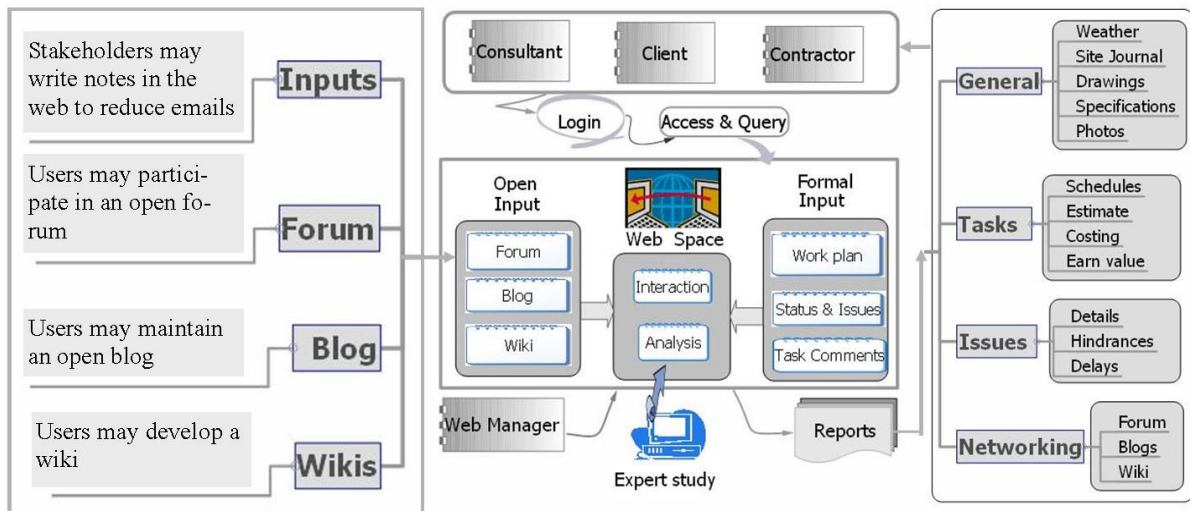 Stakeholders may
write notes in the
web to reduce emails
Inputs
Users may partici-
pate in an open fo-
rum
Forum
Users may maintain
an open blog
Blog
Users may develop a
wiki
Wikis
Consultant
Client
Contractor
Login
Access & Query
Open
Input
Forum
Blog
Wiki
Web Space
Interaction
Analysis
Formal
Input
Work plan
Status & Issues
Task Comments
Web Manager
Expert study
Reports
General
Weather
Site Journal
Drawings
Specifications
Photos
Tasks
Schedules
Estimate
Costing
Earn value
Issues
Details
Hindrances
Delays
Networking
Forum
Blogs
Wiki